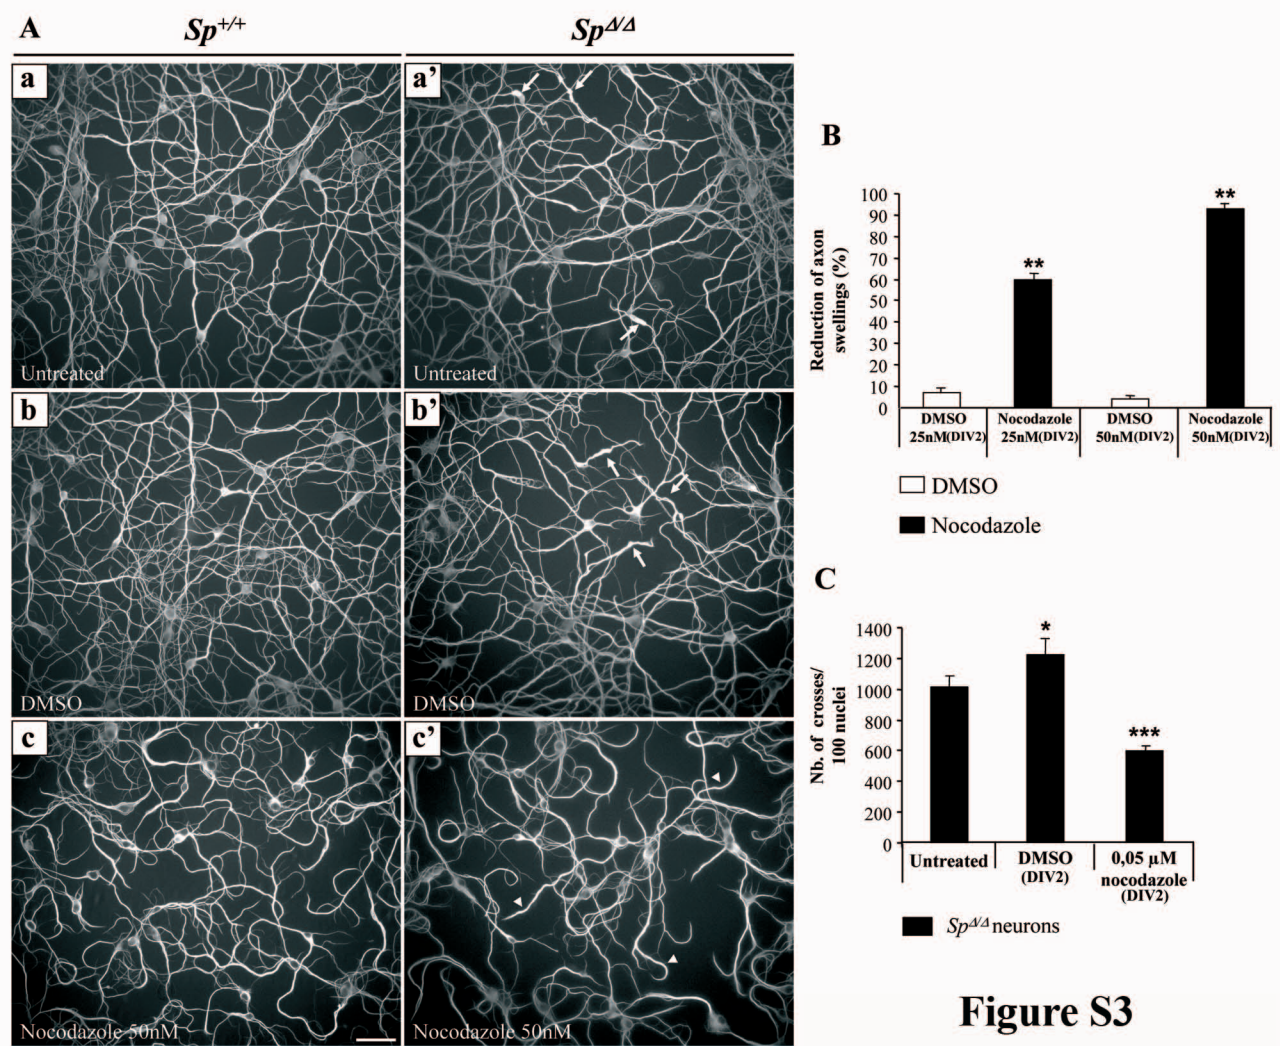 A
Sp+/+
SpΔ/Δ
a
Untreated
a’
Untreated
b
DMSO
b’
DMSO
c
Nocodazole 50nM
c’
Nocodazole 50nM
B
Reduction of axon
swellings (%)
100
90
80
70
60
50
40
30
20
10
0
**
**
DMSO
25nM(DIV2)
Nocodazole
25nM(DIV2)
DMSO
50nM(DIV2)
Nocodazole
50nM(DIV2)
DMSO
Nocodazole
C
Nb. of crosses/
100 nuclei
1400
1200
1000
800
600
400
200
0
*
***
Untreated
DMSO
(DIV2)
0,05 µM
nocodazole
(DIV2)
SpΔ/Δ neurons
Figure S3